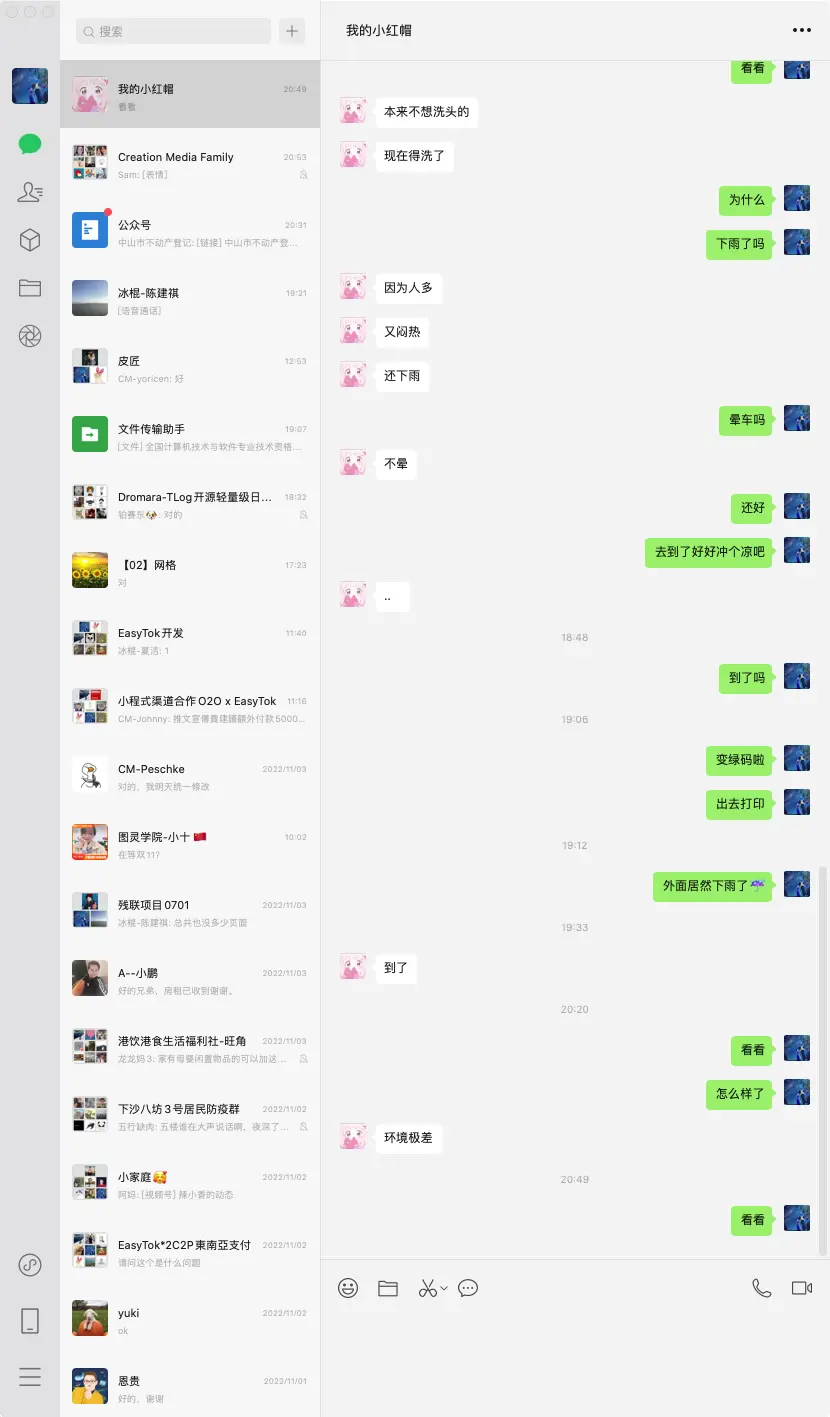 搜索
我的小红帽
20:49
看看
Creation Media Family
20:53
Sam: [表情]
公众号
20:31
中山市不动产登记: [链接] 中山市不动产登...
冰棍-陈建祺
19:21
[语音通话]
皮匠
12:53
CM-yoricen: 好
文件传输助手
19:07
[文件] 全国计算机技术与软件专业技术资格...
Dromara-TLog开源轻量级日...
18:32
铂赛东🐶: 对的
【02】网格
17:23
对
EasyTok开发
11:40
冰棍-夏洁: 1
小程式渠道合作O2O x EasyTok
11:16
CM-Johnny: 推文宣傳費建議額外付款5000...
CM-Peschke
2022/11/03
对的，我明天统一修改
图灵学院-小十🇨🇳
10:02
在等双11?
残联项目0701
2022/11/03
冰棍-陈建祺: 总共也没多少页面
A--小鹏
2022/11/03
好的兄弟，房租已收到谢谢。
港饮港食生活福利社-旺角
2022/11/03
龙龙妈3: 家有母婴闲置物品的可以加这...
下沙八坊3号居民防疫群
2022/11/02
五行缺肉: 五楼谁在大声说话啊，夜深了...
小家庭🥰
2022/11/02
阿妈: [视频号] 辣小香的动态
EasyTok*2C2P東南亞支付
2022/11/02
请问这个是什么问题
yuki
2022/11/02
ok
恩贵
2022/11/01
好的，谢谢
我的小红帽
看看
本来不想洗头的
现在得洗了
为什么
下雨了吗
因为人多
又闷热
还下雨
晕车吗
不晕
还好
去到了好好冲个凉吧
..
18:48
到了吗
19:06
变绿码啦
出去打印
19:12
外面居然下雨了☔
19:33
到了
20:20
看看
怎么样了
环境极差
20:49
看看